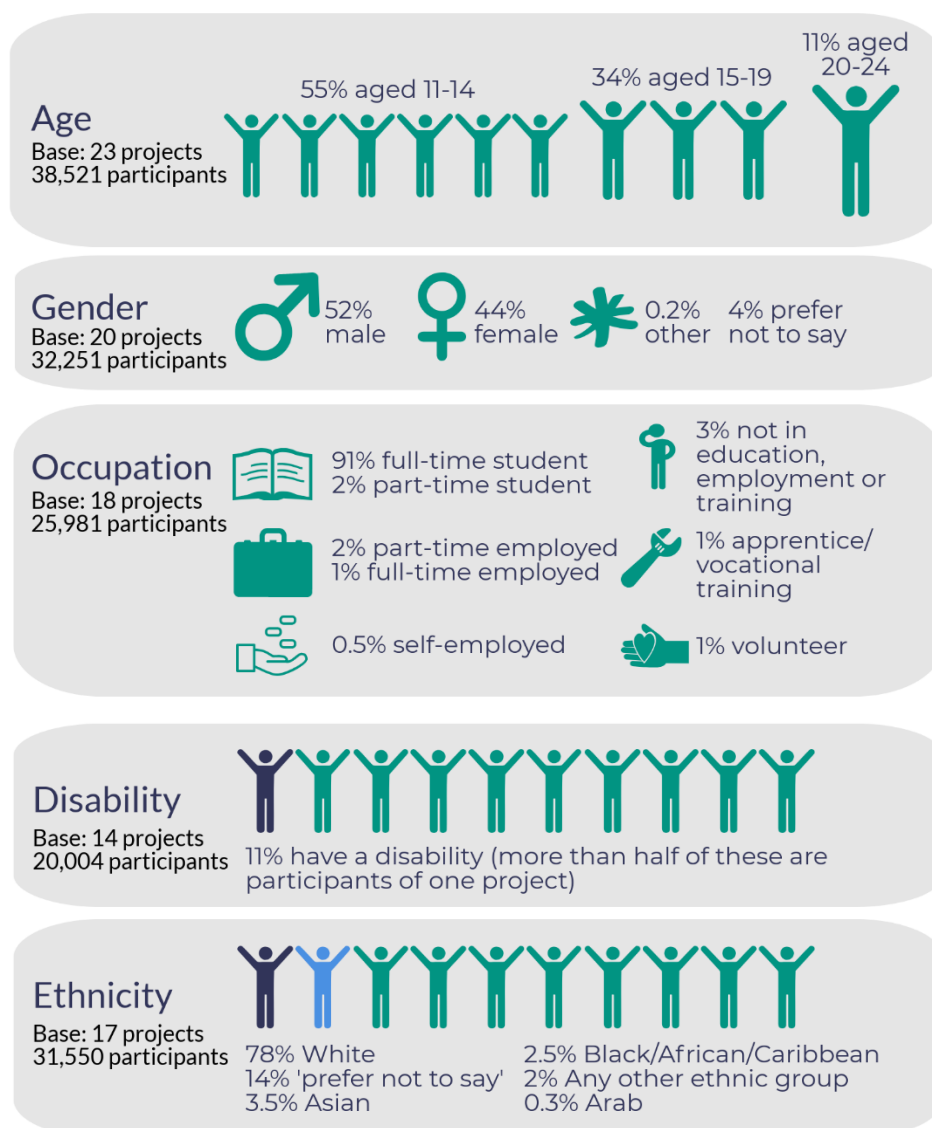 Age
Base: 23 projects
38,521 participants
55% aged 11-14
34% aged 15-19
11% aged
20-24
Gender
Base: 20 projects
32,251 participants
52%
male
44%
female
0.2%
other
4% prefer
not to say
Occupation
Base: 18 projects
25,981 participants
91% full-time student
2% part-time student
3% not in
education,
employment or
training
2% part-time employed
1% full-time employed
1% apprentice/
vocational
training
0.5% self-employed
1% volunteer
Disability
Base: 14 projects
20,004 participants
11% have a disability (more than half of these are
participants of one project)
Ethnicity
Base: 17 projects
31,550 participants
78% White
14% 'prefer not to say'
3.5% Asian
2.5% Black/African/Caribbean
2% Any other ethnic group
0.3% Arab